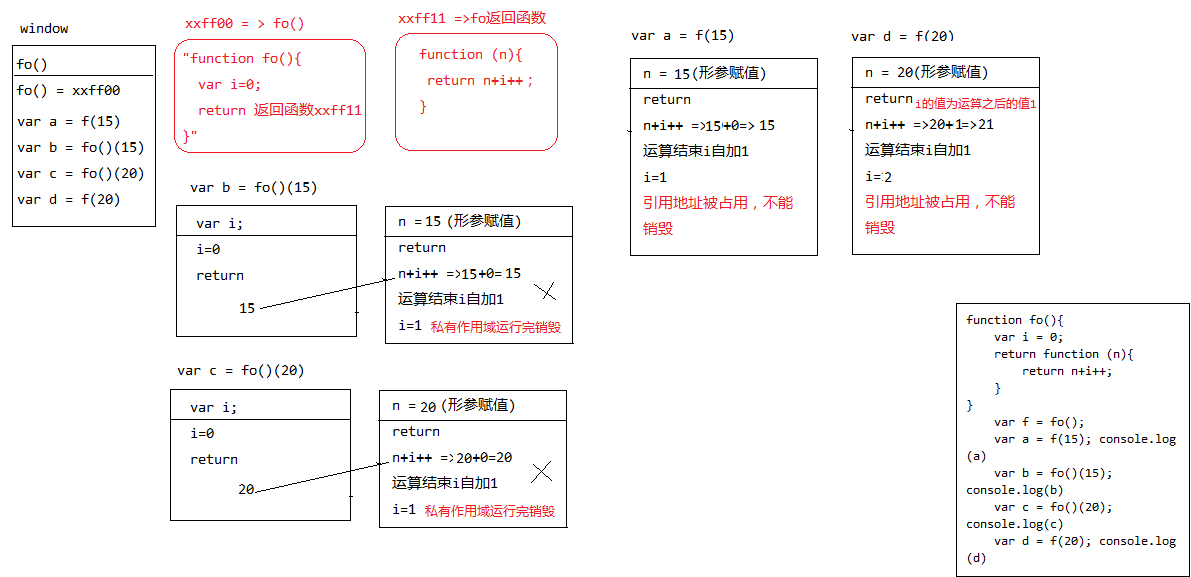 window
fo()
fo() = xxff00
var a = f(15)
var b = fo()(15)
var c = fo()(20)
var d = f(20)
xxff00 = > fo()
"function fo(){
var i=0;
return 返回函数xxff11
}"
xxff11 =>fo返回函数
function (n){
return n+i++;
}
var b = fo()(15)
var i;
i=0
return
15
n =15 (形参赋值)
return
n+i++ =>15+0= 15
运算结束i自加1
i=1 私有作用域运行完销毁
var c = fo()(20)
var i;
i=0
return
20
n =20 (形参赋值)
return
n+i++ =>20+0=20
运算结束i自加1
i=1 私有作用域运行完销毁
var a = f(15)
n = 15(形参赋值)
return
n+i++ =>15+0=> 15
运算结束i自加1
i=1
引用地址被占用，不能
销毁
var d = f(20)
n = 20(形参赋值)
return i的值为运算之后的值1
n+i++ =>20+1=>21
运算结束i自加1
i=2
引用地址被占用，不能
销毁
function fo(){
var i = 0;
return function (n){
return n+i++;
}
}
var f = fo();
var a = f(15); console.log
(a)
var b = fo()(15);
console.log(b)
var c = fo()(20);
console.log(c)
var d = f(20); console.log
(d)